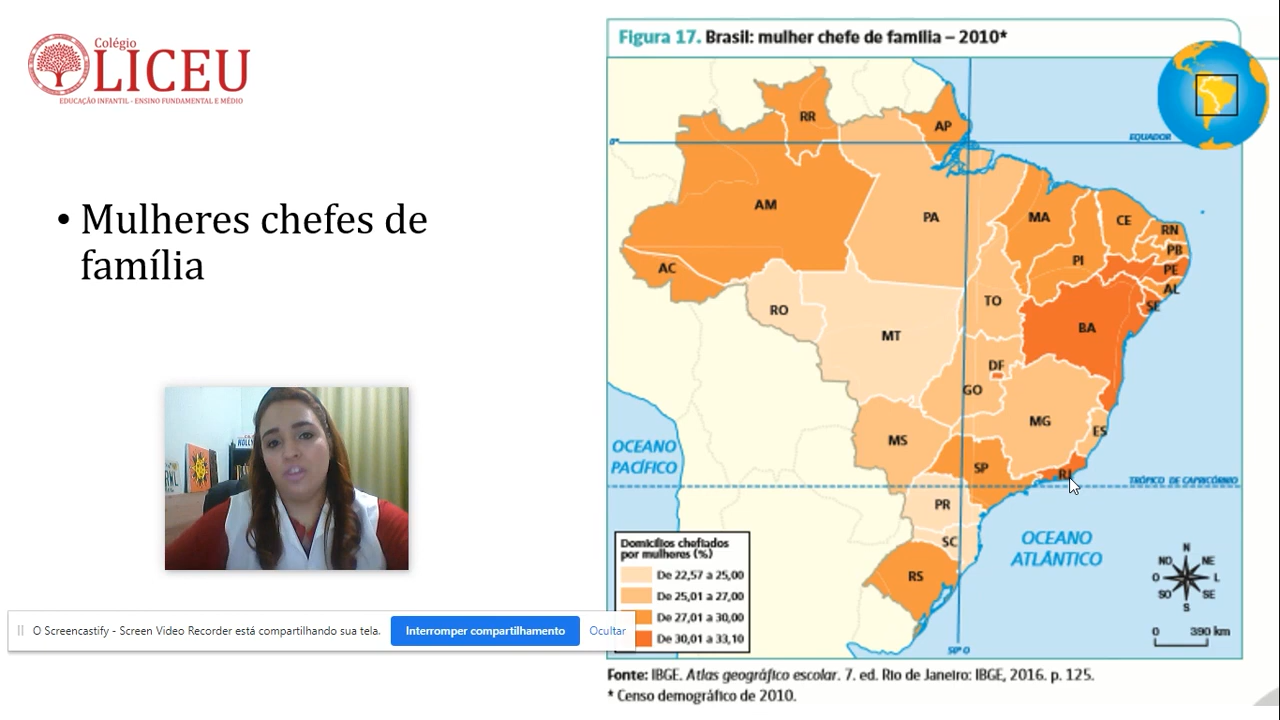 Colégio
LICEU
EDUCAÇÃO INFANTIL - ENSINO FUNDAMENTAL E MÉDIO
• Mulheres chefes de
família
Figura 17. Brasil: mulher chefe de família – 2010*
EQUADOR
0°
RR
AP
AM
PA
MA
CE
RN
PB
PI
PE
AC
AL
SE
RO
TO
BA
MT
DF
GO
MG
ES
MS
SP
RJ
OCEANO
PACÍFICO
TRÓPICO DE CAPRICÓRNIO
PR
SC
OCEANO
ATLÂNTICO
RS
Domicílios chefiados
por mulheres (%)
De 22,57 a 25,00
De 25,01 a 27,00
De 27,01 a 30,00
De 30,01 a 33,10
N
NO NE
O L
SO SE
S
0 390 km
50° O
O Screencastify - Screen Video Recorder está compartilhando sua tela.
Interromper compartilhamento
Ocultar
Fonte: IBGE. Atlas geográfico escolar. 7. ed. Rio de Janeiro: IBGE, 2016. p. 125.
* Censo demográfico de 2010.